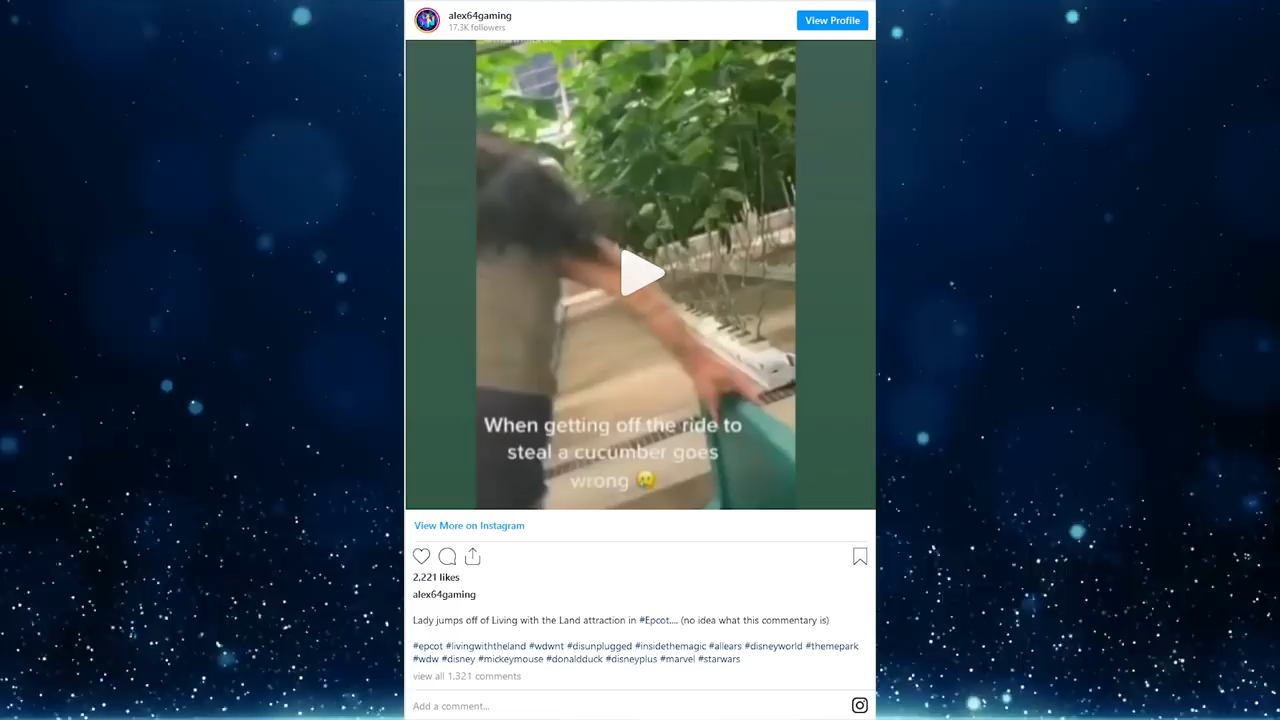 alex64gaming
17.3K followers
View Profile
When getting off the ride to
steal a cucumber goes
wrong 😢
View More on Instagram
2,221 likes
alex64gaming
Lady jumps off of Living with the Land attraction in #Epcot.... (no idea what this commentary is)
#epcot #livingwiththeland #wdwnt #disunplugged #insidethemagic #allears #disneyworld #themepark
#wdw #disney #mickeymouse #donaldduck #disneyplus #marvel #starwars
view all 1,321 comments
Add a comment...